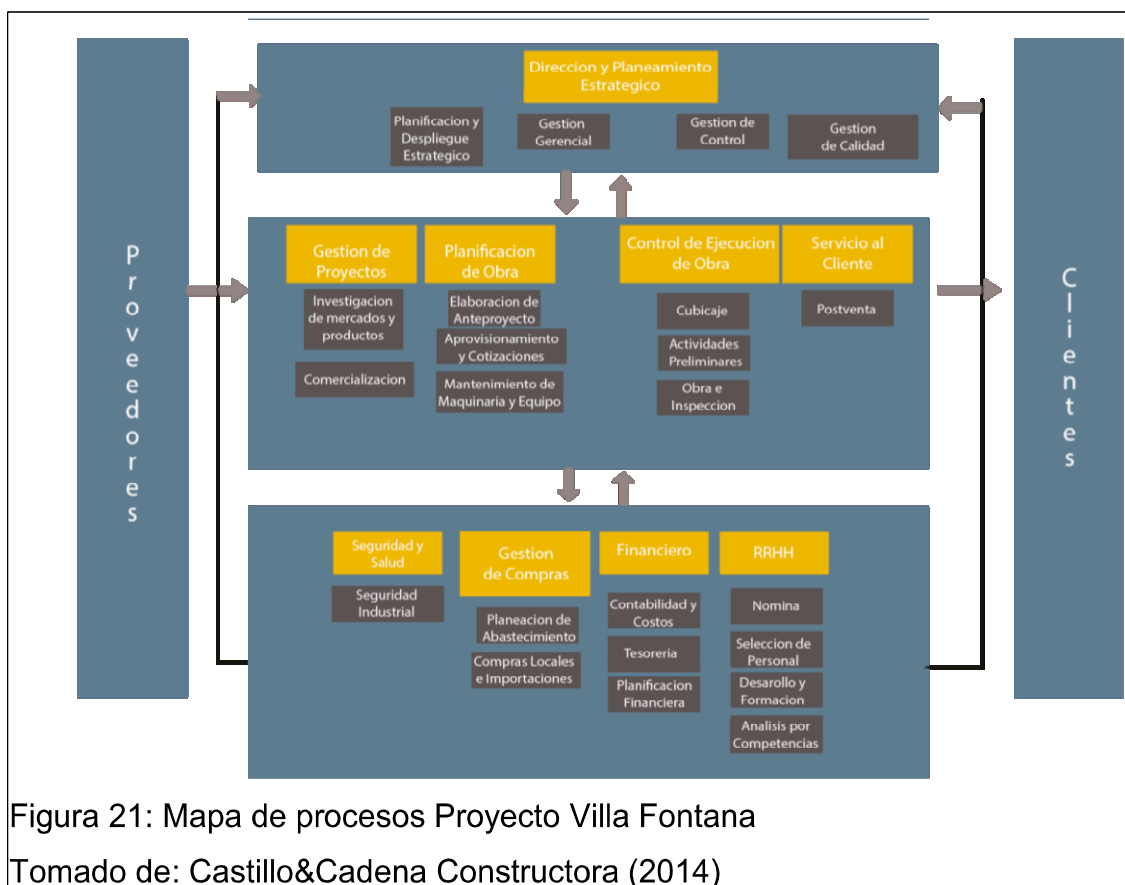 Proveedores
Direccion y Planeamiento
Estrategico
Planificacion y
Despliegue
Estrategico
Gestion
Gerencial
Gestion de
Control
Gestion
de Calidad
Gestion de
Proyectos
Investigacion
de mercados y
productos
Comercializacion
Planificacion
de Obra
Elaboracion de
Anteproyecto
Aprovisionamiento
y Cotizaciones
Mantenimiento de
Maquinaria y Equipo
Control de Ejecucion
de Obra
Cubicaje
Actividades
Preliminares
Obra e
Inspeccion
Servicio al
Cliente
Postventa
Seguridad y
Salud
Seguridad
Industrial
Gestion
de Compras
Planeacion de
Abastecimiento
Compras Locales
e Importaciones
Financiero
Contabilidad y
Costos
Tesoreria
Planificacion
Financiera
RRHH
Nomina
Seleccion de
Personal
Desarollo y
Formacion
Analisis por
Competencias
Clientes
Figura 21: Mapa de procesos Proyecto Villa Fontana
Tomado de: Castillo&Cadena Constructora (2014)